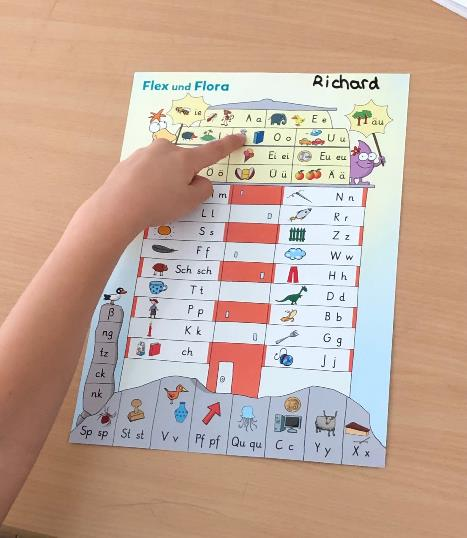 Richard
Flex und Flora
ie
A a
E e
äu
O o
U u
Ei ei
Eu eu
Ö ö
Ü ü
Ä ä
m
N n
L l
R r
S s
Z z
F f
W w
Sch sch
H h
T t
D d
P p
B b
K k
G g
ch
J j
ß
ng
tz
ck
nk
Sp sp
St st
V v
Pf pf
Qu qu
C c
Y y
X x